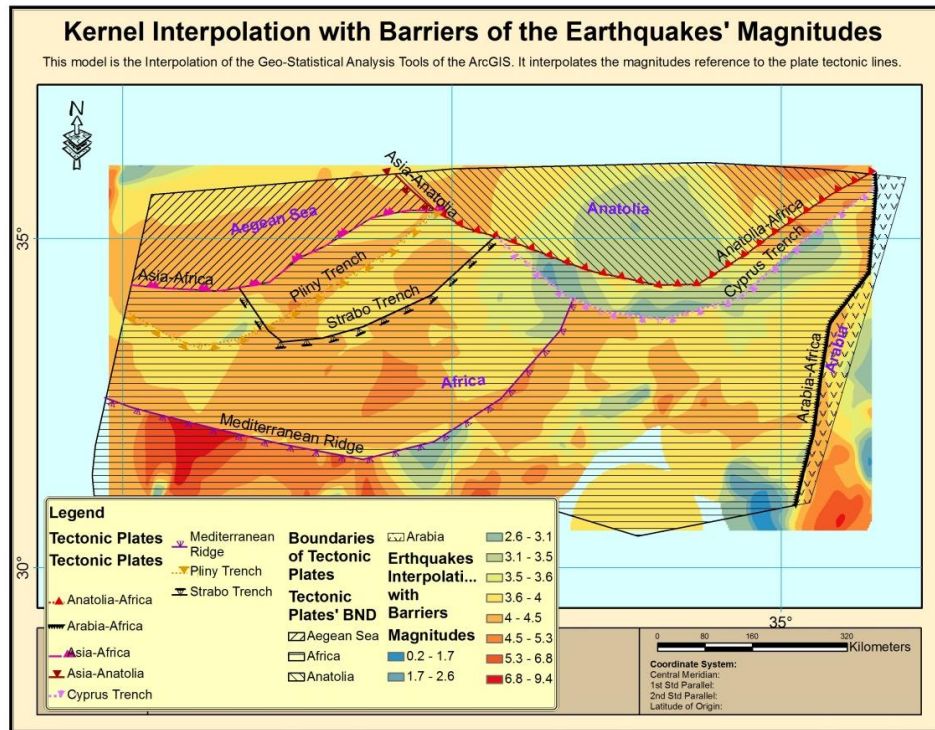 Kernel Interpolation with Barriers of the Earthquakes' Magnitudes
This model is the Interpolation of the Geo-Statistical Analysis Tools of the ArcGIS. It interpolates the magnitudes reference to the plate tectonic lines.
N
Asia-Anatolia
Aegean Sea
Anatolia
Anatolia-Africa
35°
Asia-Africa
Pliny Trench
Cyprus Trench
Strabo Trench
Arabia
Africa
Arabia-Africa
Mediterranean Ridge
30°
35°
Legend
Tectonic Plates
Tectonic Plates
Anatolia-Africa
Arabia-Africa
Asia-Africa
Asia-Anatolia
Cyprus Trench
Mediterranean
Ridge
Pliny Trench
Strabo Trench
Boundaries
of Tectonic
Plates
Tectonic
Plates' BND
Aegean Sea
Africa
Anatolia
Arabia
Erthquakes
Interpolati...
with
Barriers
Magnitudes
0.2 - 1.7
1.7 - 2.6
2.6 - 3.1
3.1 - 3.5
3.5 - 3.6
3.6 - 4
4 - 4.5
4.5 - 5.3
5.3 - 6.8
6.8 - 9.4
0 80 160 320
Kilometers
Coordinate System:
Central Meridian:
1st Std Parallel:
2nd Std Parallel:
Latitude of Origin: